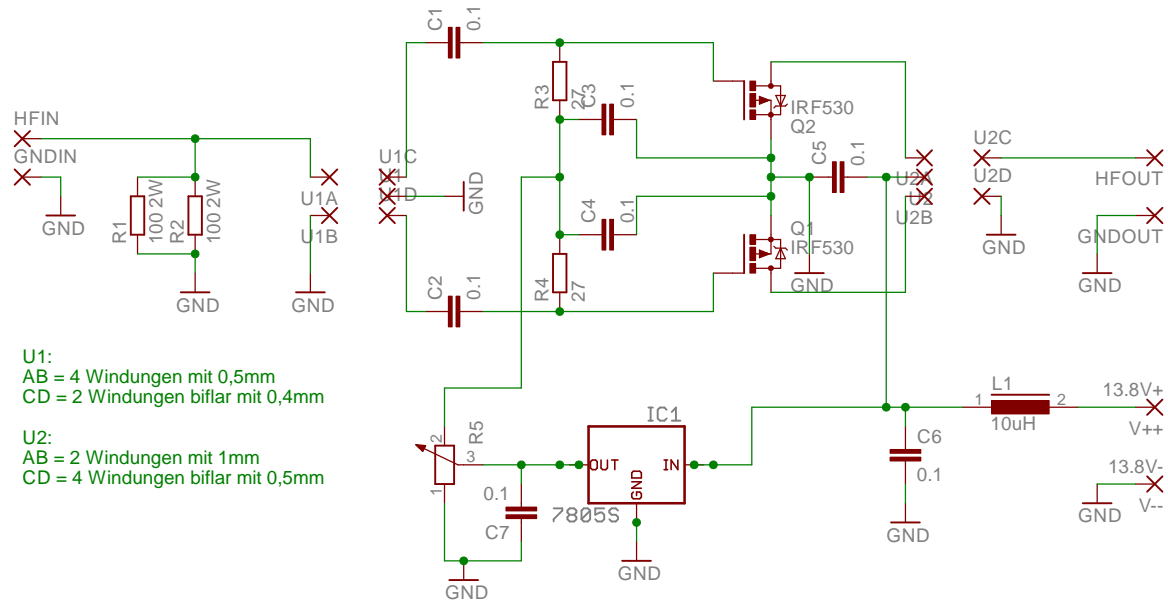 C1
0.1
HFIN
GNDIN
GND
R1
100 2W
R2
100 2W
GND
U1A
U1B
GND
U1C
U1
U1D
GND
C2
0.1
R3
27
C3
0.1
C4
0.1
R4
27
IRF530
Q2
Q1
IRF530
C5
0.1
GND
U2A
U2
U2B
U2C
U2D
GND
HFOUT
GNDOUT
GND
U1:
AB = 4 Windungen mit 0,5mm
CD = 2 Windungen biflar mit 0,4mm
U2:
AB = 2 Windungen mit 1mm
CD = 4 Windungen biflar mit 0,5mm
2
R5
3
1
0.1
C7
GND
IC1
OUT
IN
GND
7805S
GND
C6
0.1
GND
L1
1
2
10uH
13.8V+
V++
13.8V-
V--
GND